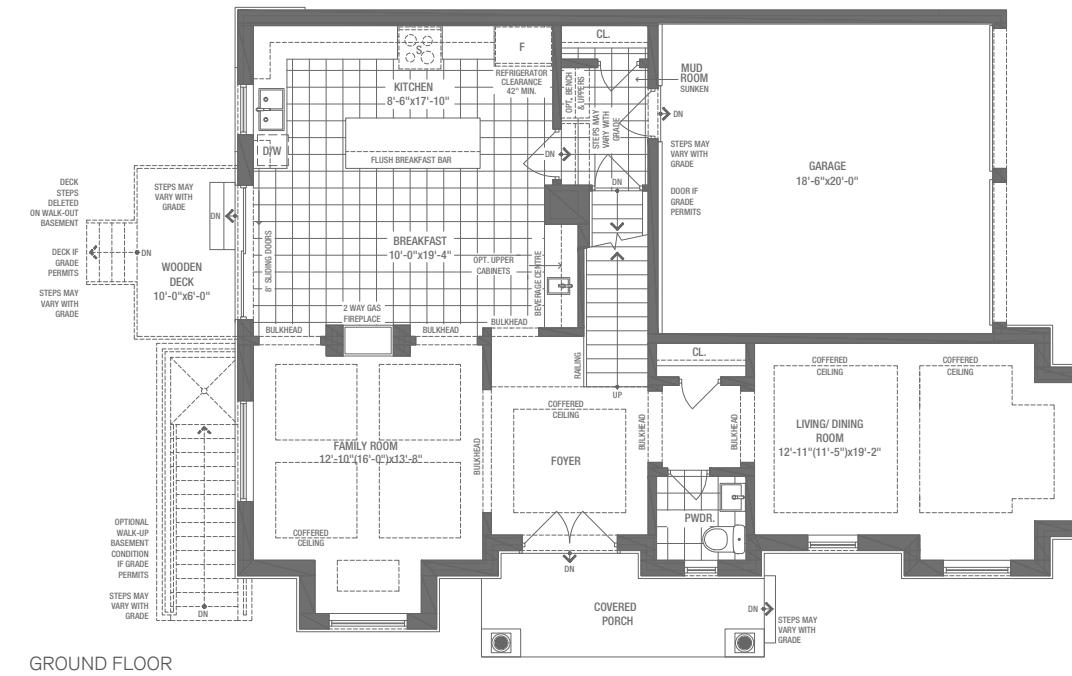 CL.
S
F
REFRIGERATOR
CLEARANCE
42" MIN.
KITCHEN
8'-6"x17'-10"
OPT. BENCH
& UPPERS
MUD
ROOM
SUNKEN
STEPS MAY
VARY WITH
GRADE
DN
STEPS MAY
VARY WITH
GRADE
DOOR IF
GRADE
PERMITS
GARAGE
18'-6"x20'-0"
D/W
FLUSH BREAKFAST BAR
DN
DN
DECK
STEPS
DELETED
ON WALK-OUT
BASEMENT
STEPS MAY
VARY WITH
GRADE
DN
DECK IF
GRADE
PERMITS
DN
STEPS MAY
VARY WITH
GRADE
WOODEN
DECK
10'-0"x6'-0"
8' SLIDING DOORS
BREAKFAST
10'-0"x19'-4"
OPT. UPPER
CABINETS
BEVERAGE CENTRE
2 WAY GAS
FIREPLACE
BULKHEAD
BULKHEAD
BULKHEAD
RAILING
UP
CL.
COFFERED
CEILING
COFFERED
CEILING
COFFERED
CEILING
FAMILY ROOM
12'-10"(16'-0")x13'-8"
COFFERED
CEILING
BULKHEAD
FOYER
BULKHEAD
BULKHEAD
LIVING/ DINING
ROOM
12'-11"(11'-5")x19'-2"
PWDR.
OPTIONAL
WALK-UP
BASEMENT
CONDITION
IF GRADE
PERMITS
STEPS MAY
VARY WITH
GRADE
DN
DN
COVERED
PORCH
DN
STEPS MAY
VARY WITH
GRADE
GROUND FLOOR